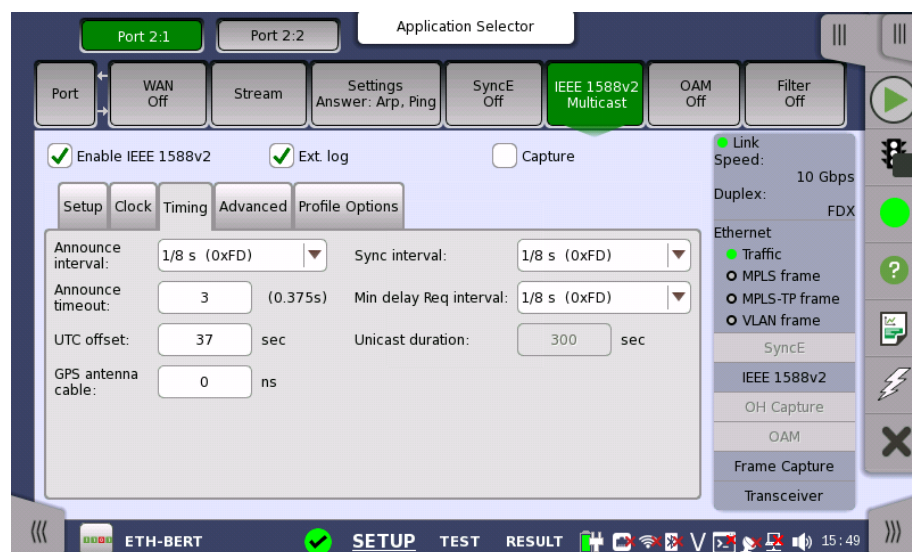 Port 2:1
Port 2:2
Application Selector
Port
WAN
Off
Stream
Settings
Answer: Arp, Ping
SyncE
Off
IEEE 1588v2
Multicast
OAM
Off
Filter
Off
Enable IEEE 1588v2
Ext. log
Capture
Setup
Clock
Timing
Advanced
Profile Options
Announce
interval:
1/8 s (0xFD)
Sync interval:
1/8 s (0xFD)
Announce
timeout:
3
(0.375s)
Min delay Req interval:
1/8 s (0xFD)
UTC offset:
37
sec
Unicast duration:
300
sec
GPS antenna
cable:
0
ns
Link
Speed:
10 Gbps
Duplex:
FDX
Ethernet
Traffic
MPLS frame
MPLS-TP frame
VLAN frame
SyncE
IEEE 1588v2
OH Capture
OAM
Frame Capture
Transceiver
ETH-BERT
SETUP
TEST
RESULT
15:49